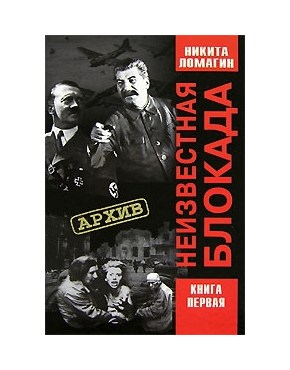 НИКИТА
ЛОМАГИН
НЕИЗВЕСТНАЯ
БЛОКАДА
АРХИВ
КНИГА
ПЕРВАЯ